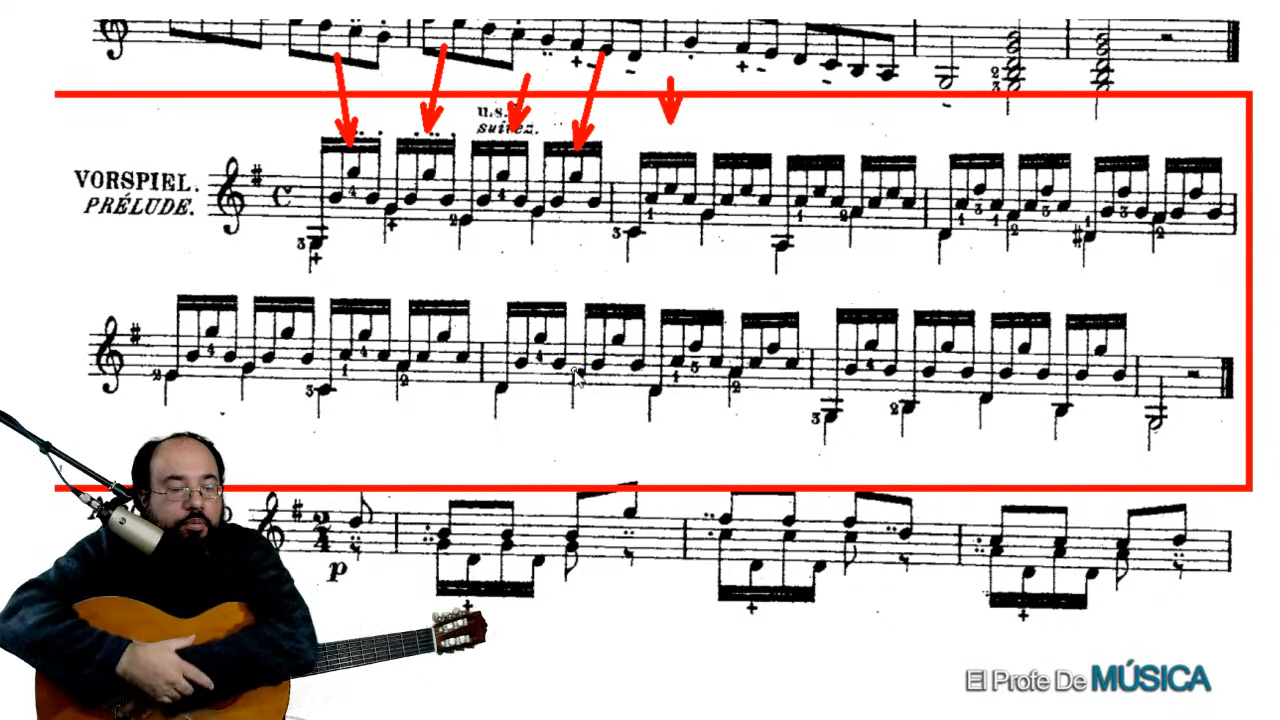 u.s.
suivez.
VORSPIEL.
PRÉLUDE.
p
El Profe De MÚSICA